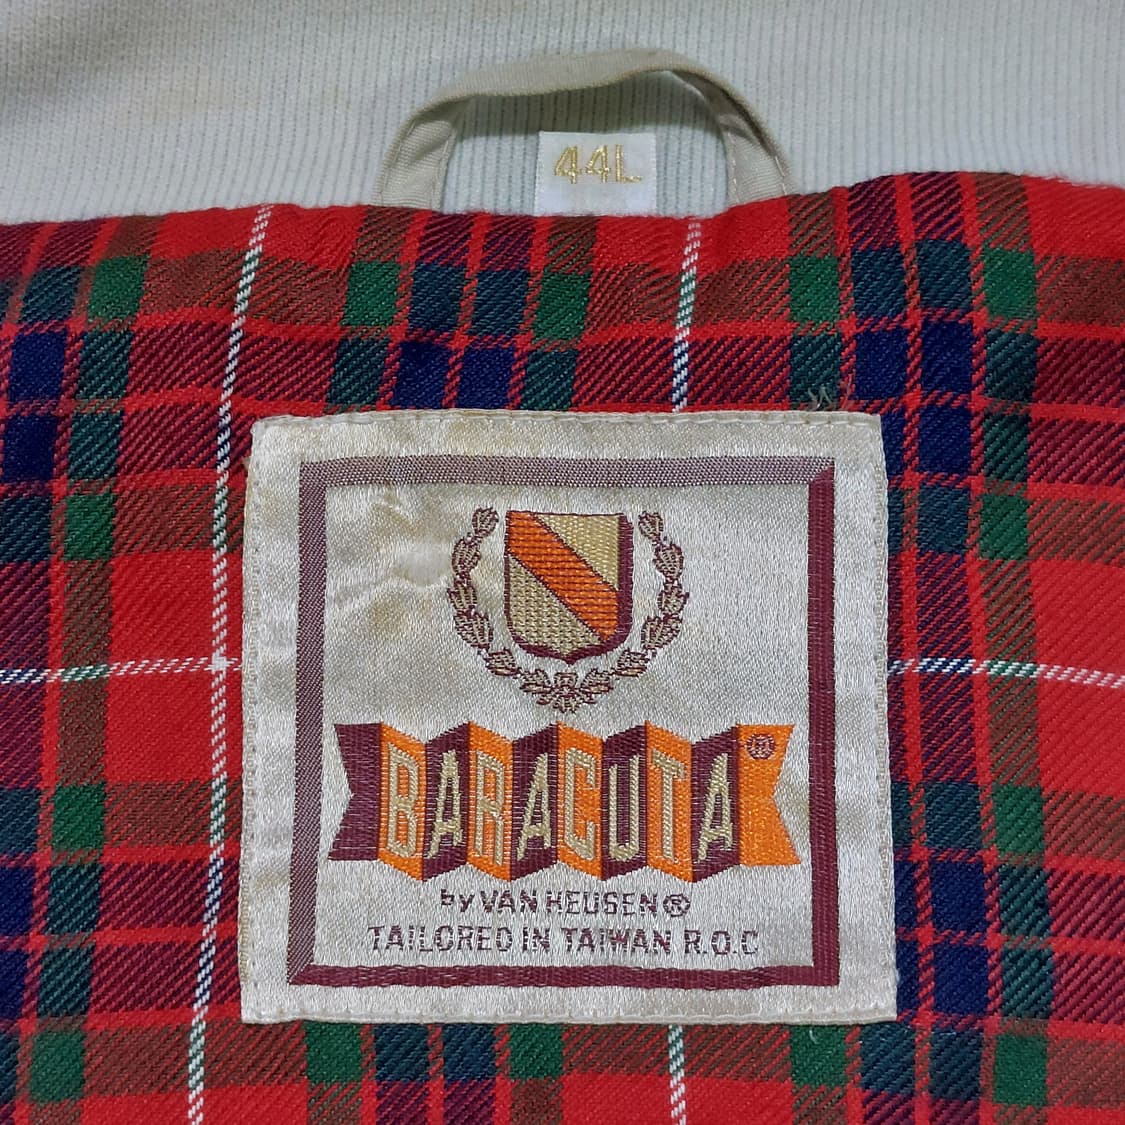 44L
BARACUTA®
by VAN HEUSEN®
TAILORED IN TAIWAN R.O.C